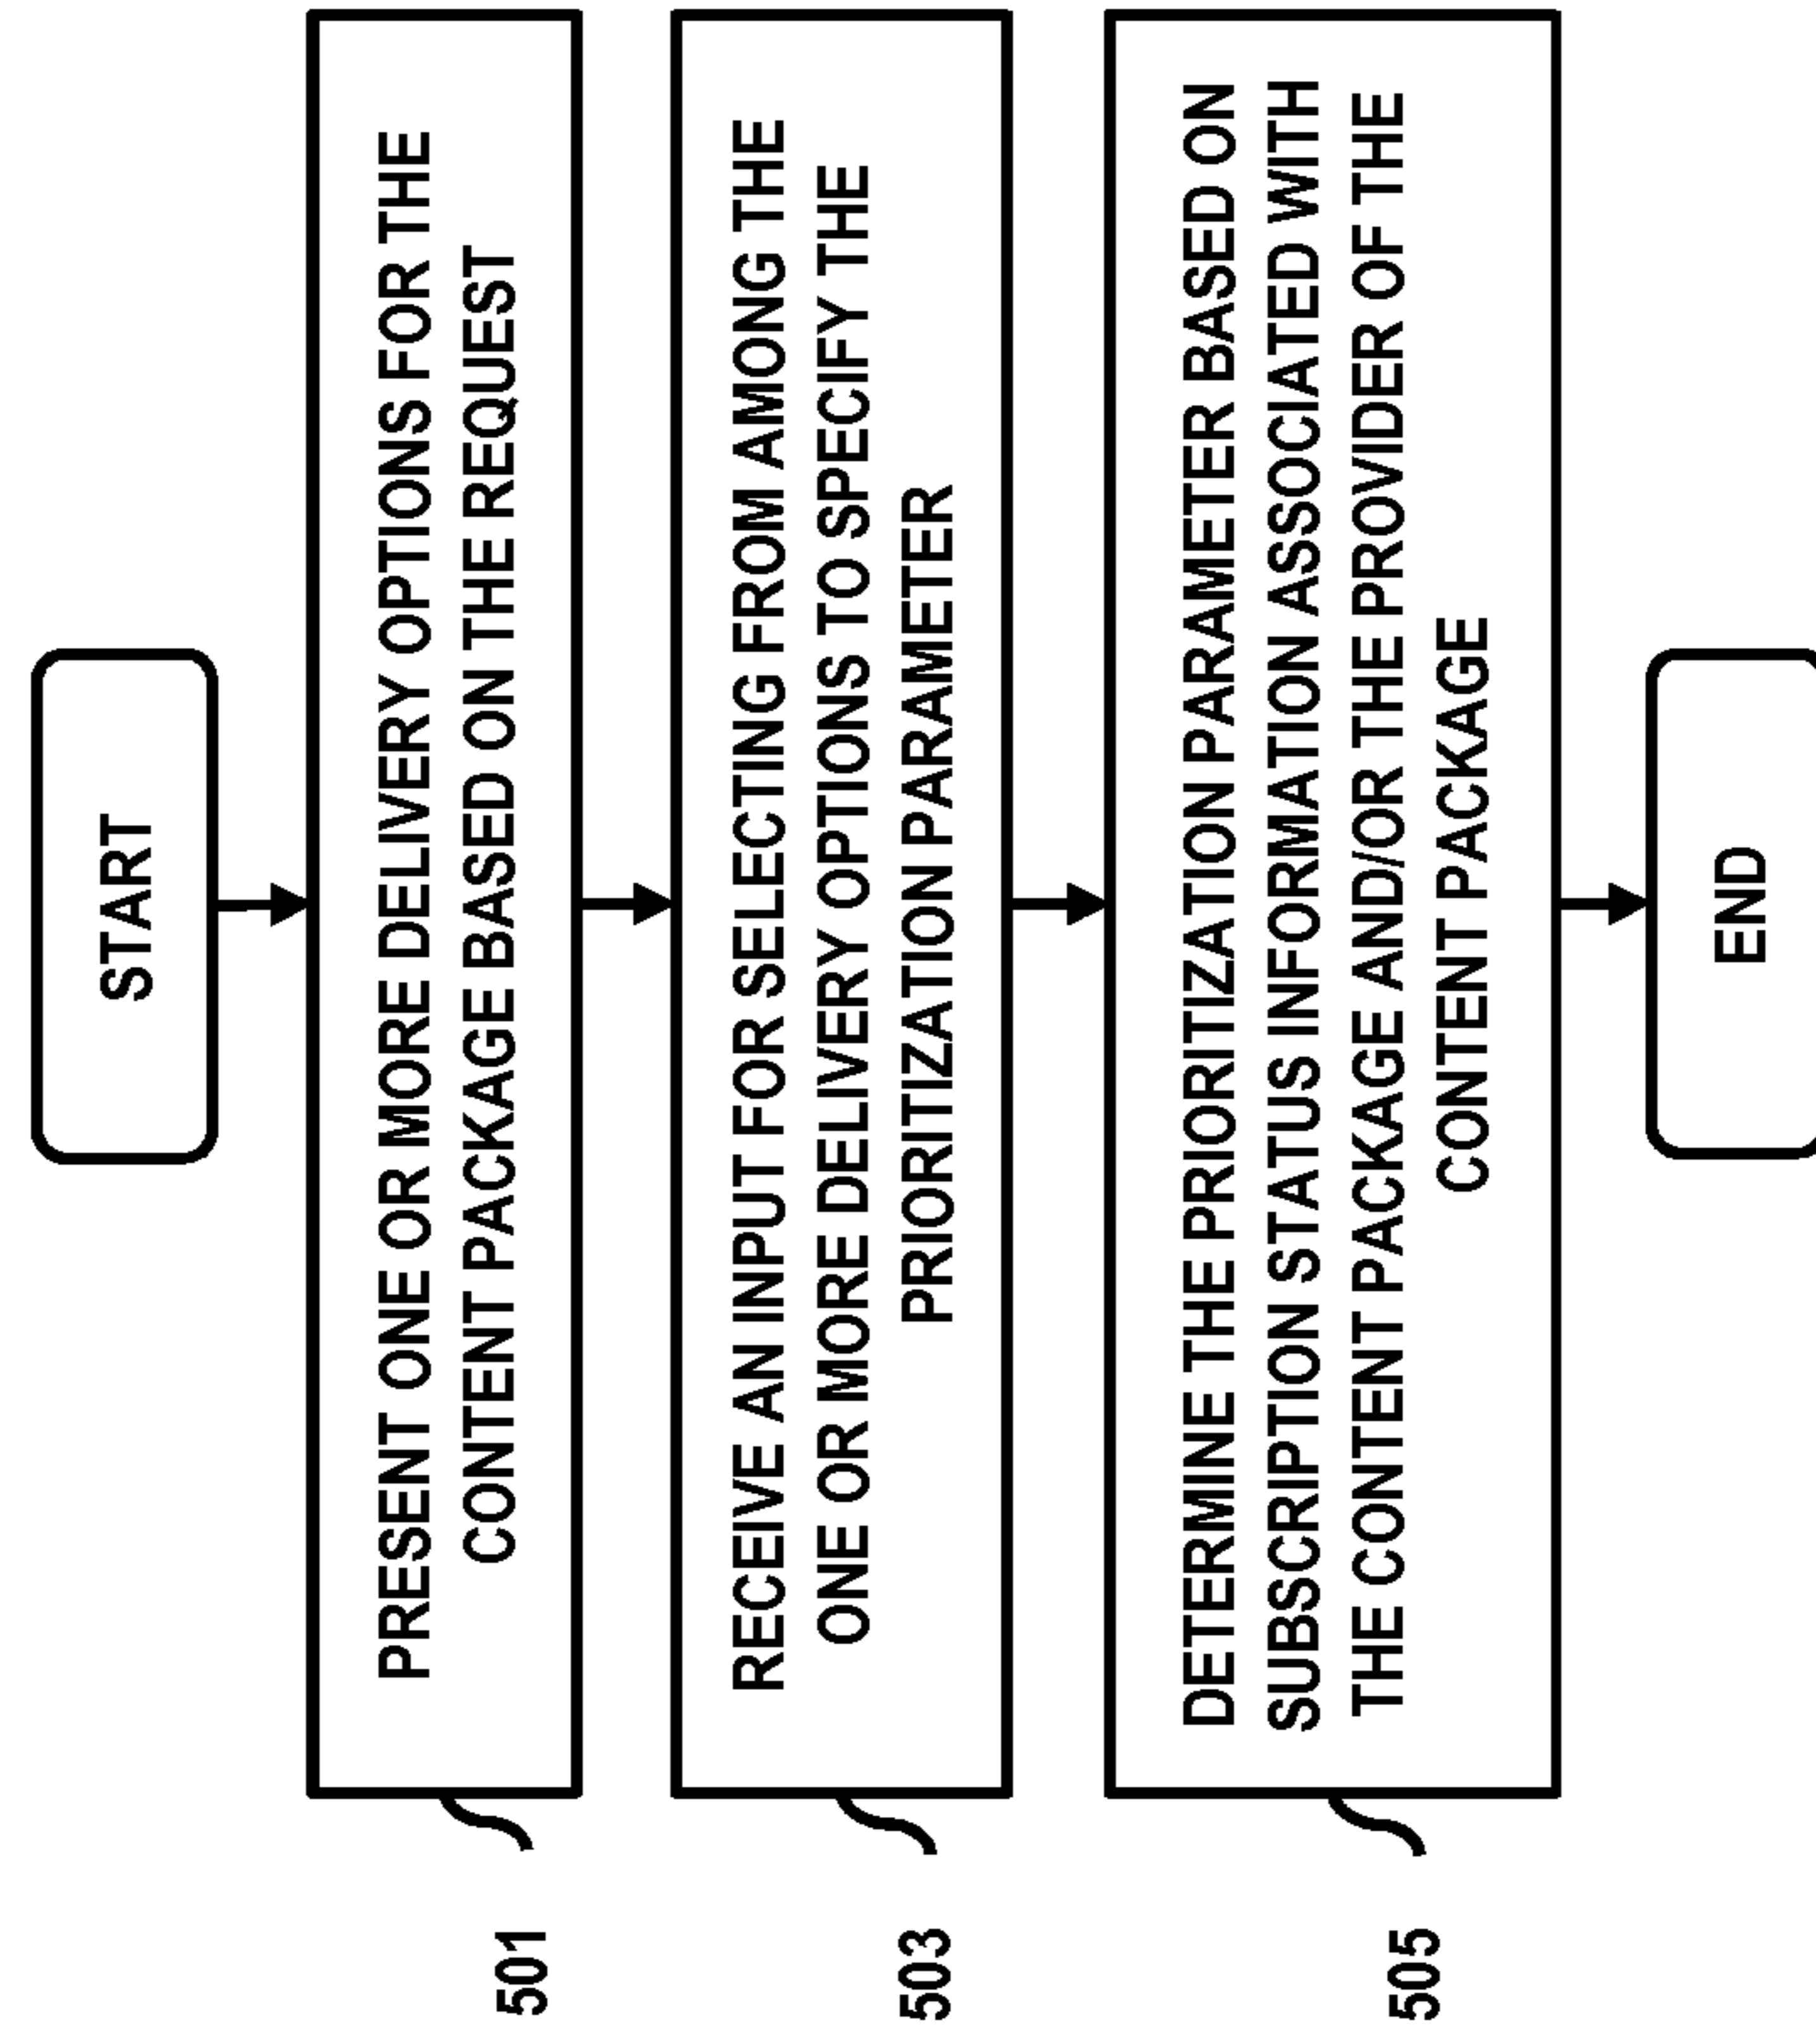 START
PRESENT ONE OR MORE DELIVERY OPTIONS FOR THE
CONTENT PACKAGE BASED ON THE REQUEST
501
RECEIVE AN INPUT FOR SELECTING FROM AMONG THE
ONE OR MORE DELIVERY OPTIONS TO SPECIFY THE
PRIORITIZATION PARAMETER
503
DETERMINE THE PRIORITIZATION PARAMETER BASED ON
SUBSCRIPTION STATUS INFORMATION ASSOCIATED WITH
THE CONTENT PACKAGE AND/OR THE PROVIDER OF THE
CONTENT PACKAGE
505
END